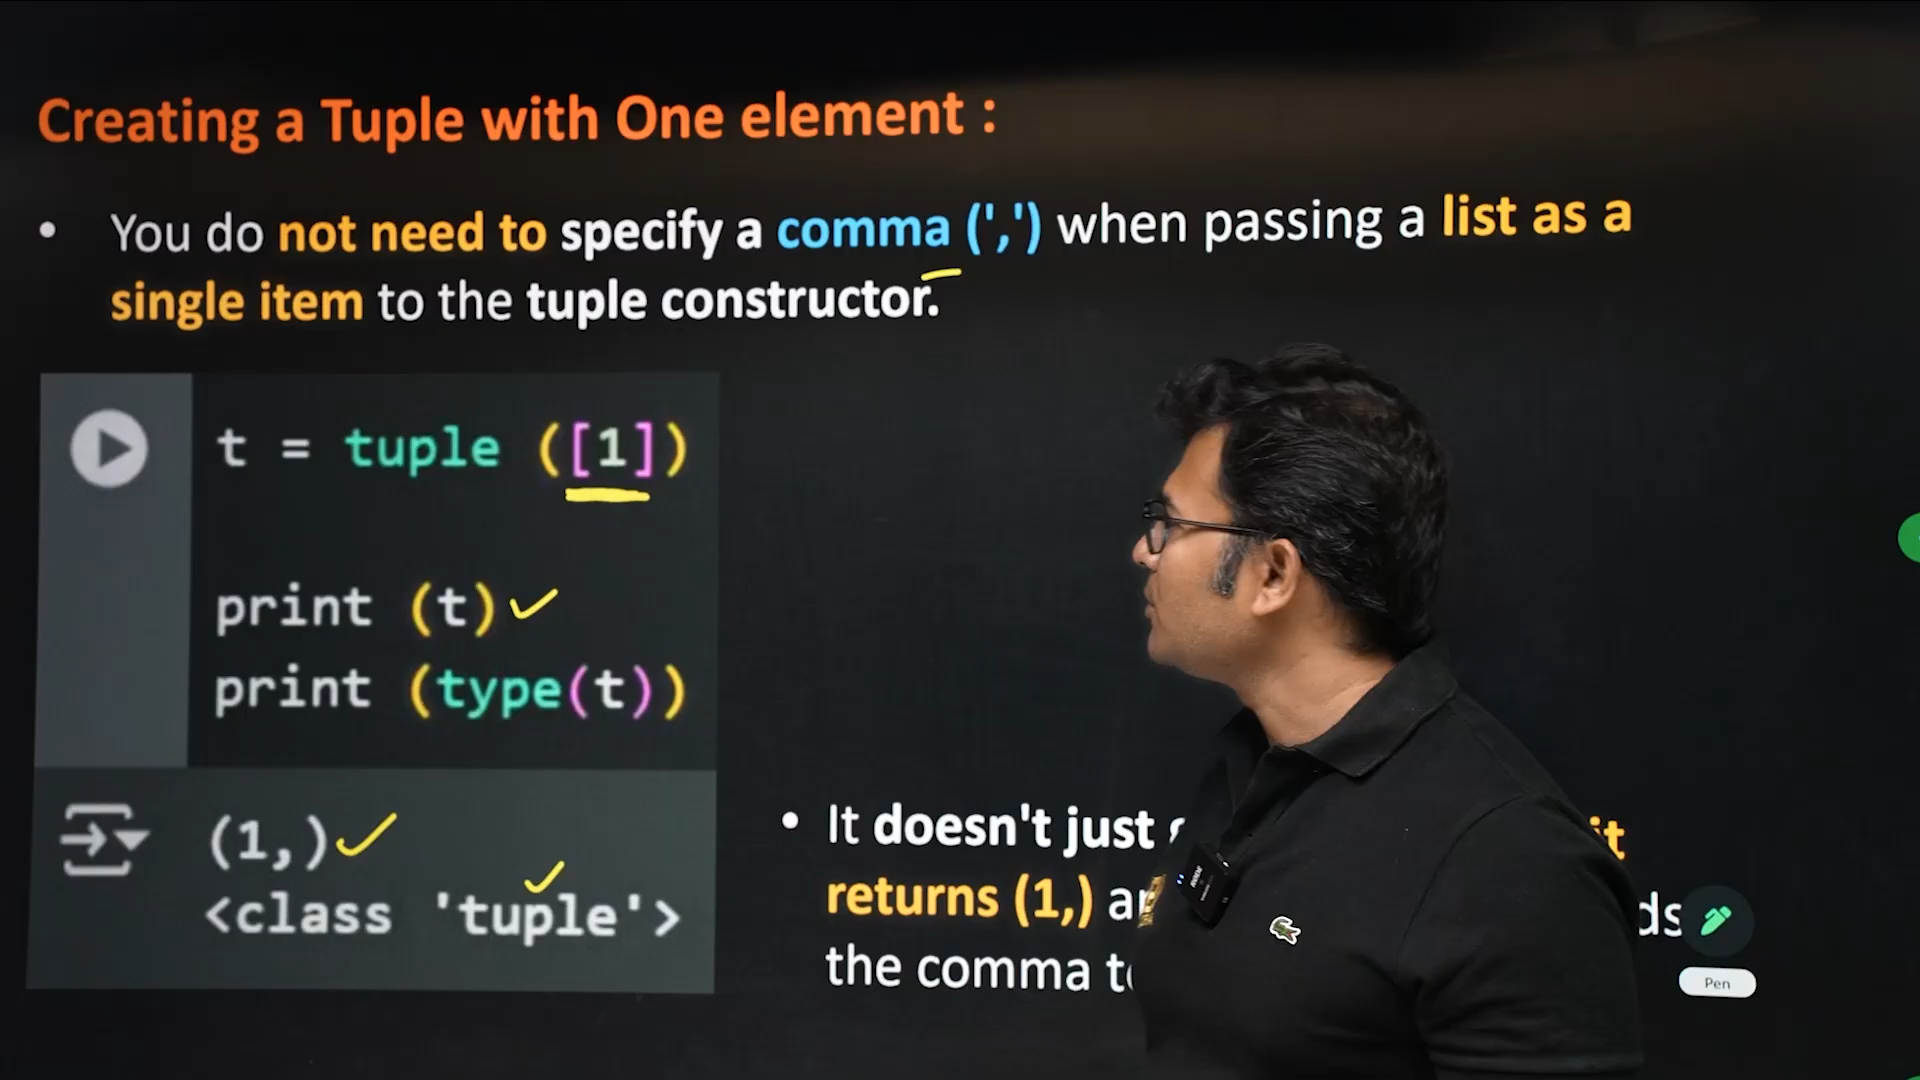 Creating a Tuple with One element :
• You do not need to specify a comma (',') when passing a list as a
single item to the tuple constructor.
t = tuple ([1])
print (t)
print (type(t))
(1,)
<class 'tuple'>
• It doesn't just it
returns (1,)
the comma
Pen